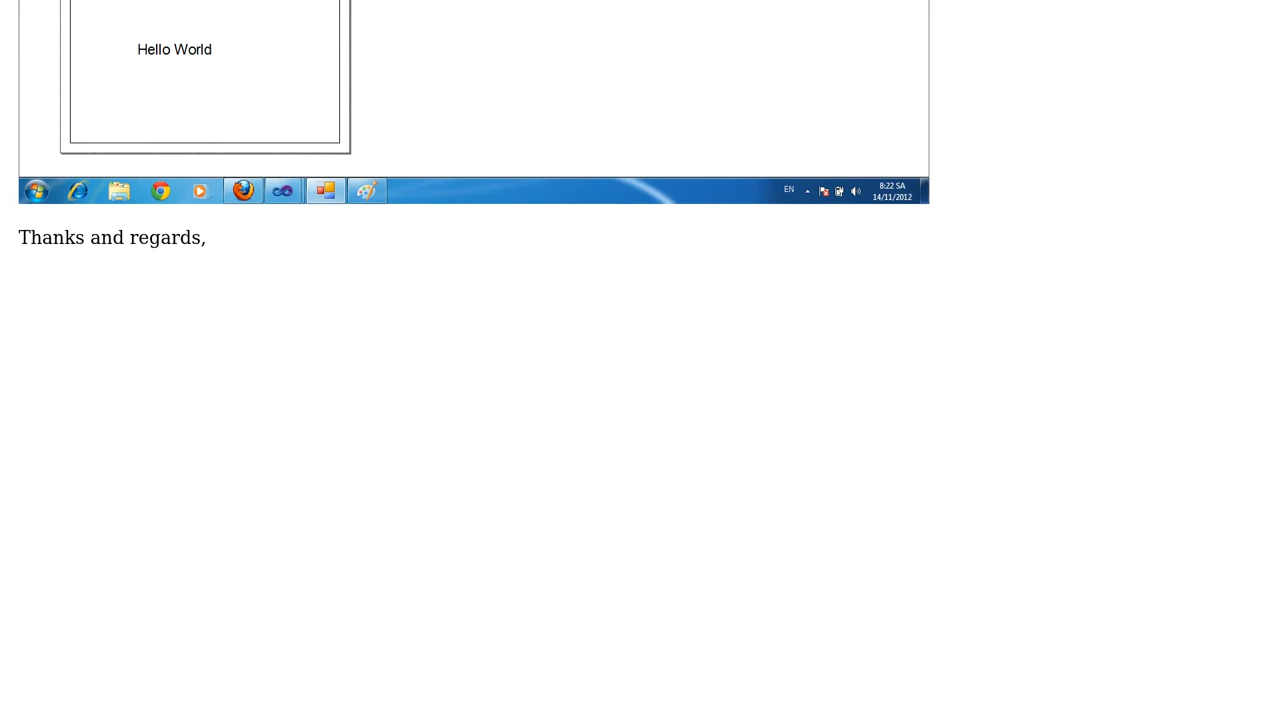 Hello World
EN
8:22 SA
14/11/2012
Thanks and regards,